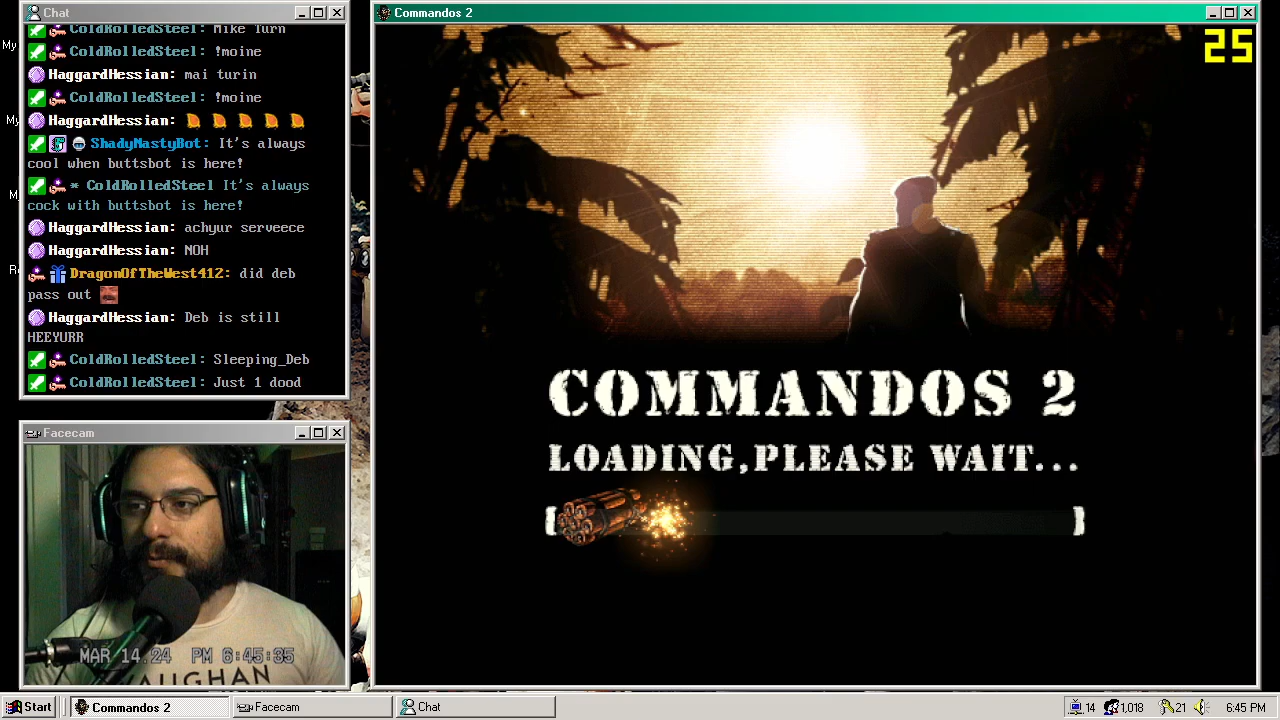 Chat
ColdRolledSteel: !moine
HaggardHessian: mai turin
ColdRolledSteel: !moine
HaggardHessian:
ShadyNastyBot: It's always
cool when buttsbot is here!
* ColdRolledSteel It's always
cock with buttsbot is here!
HaggardHessian: achyur serveece
HaggardHessian: NOH
DragonOfTheWest412: did deb
pass out
HaggardHessian: Deb is still
HEEYURR
ColdRolledSteel: Sleeping_Deb
ColdRolledSteel: Just 1 dood
Facecam
MAR 14.24 PM 6:45:35
AUGHAN
Commandos 2
25
COMMANDOS 2
LOADING,PLEASE WAIT...
Start
Commandos 2
Facecam
Chat
14
1,018
21
6:45 PM